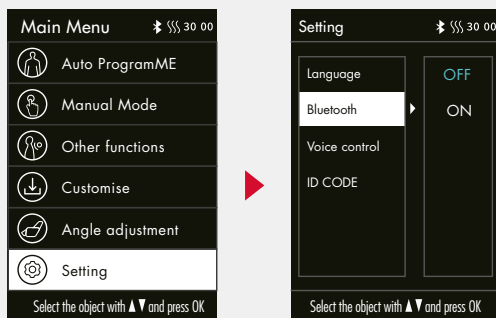 Main Menu 30 00
Auto ProgramME
Manual Mode
Other functions
Customise
Angle adjustment
Setting
Select the object with ▲▼ and press OK
Setting 30 00
Language
Bluetooth
Voice control
ID CODE
OFF
ON
Select the object with ▲▼ and press OK